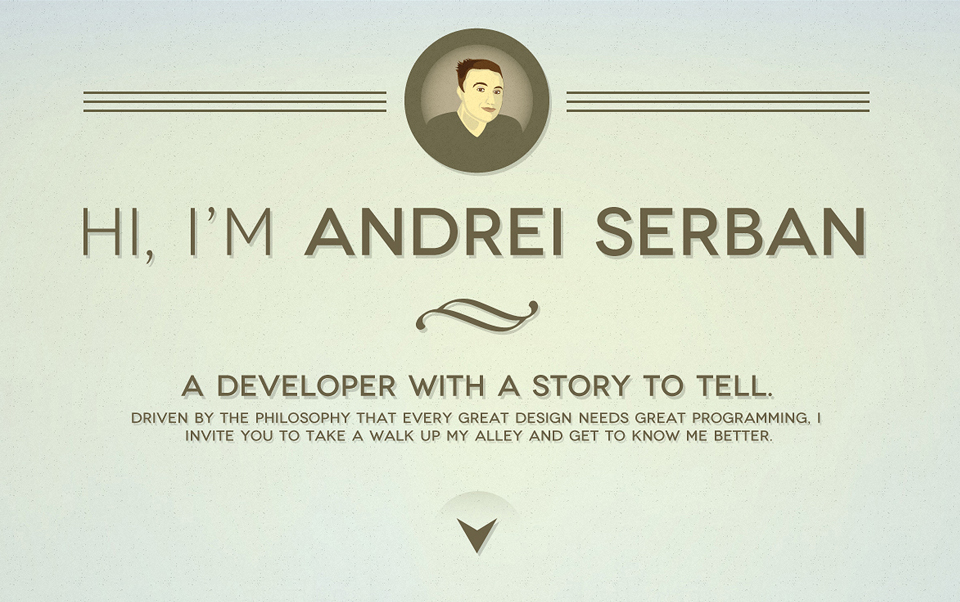 HI, I’M ANDREI SERBAN
A DEVELOPER WITH A STORY TO TELL.
DRIVEN BY THE PHILOSOPHY THAT EVERY GREAT DESIGN NEEDS GREAT PROGRAMMING, I
INVITE YOU TO TAKE A WALK UP MY ALLEY AND GET TO KNOW ME BETTER.